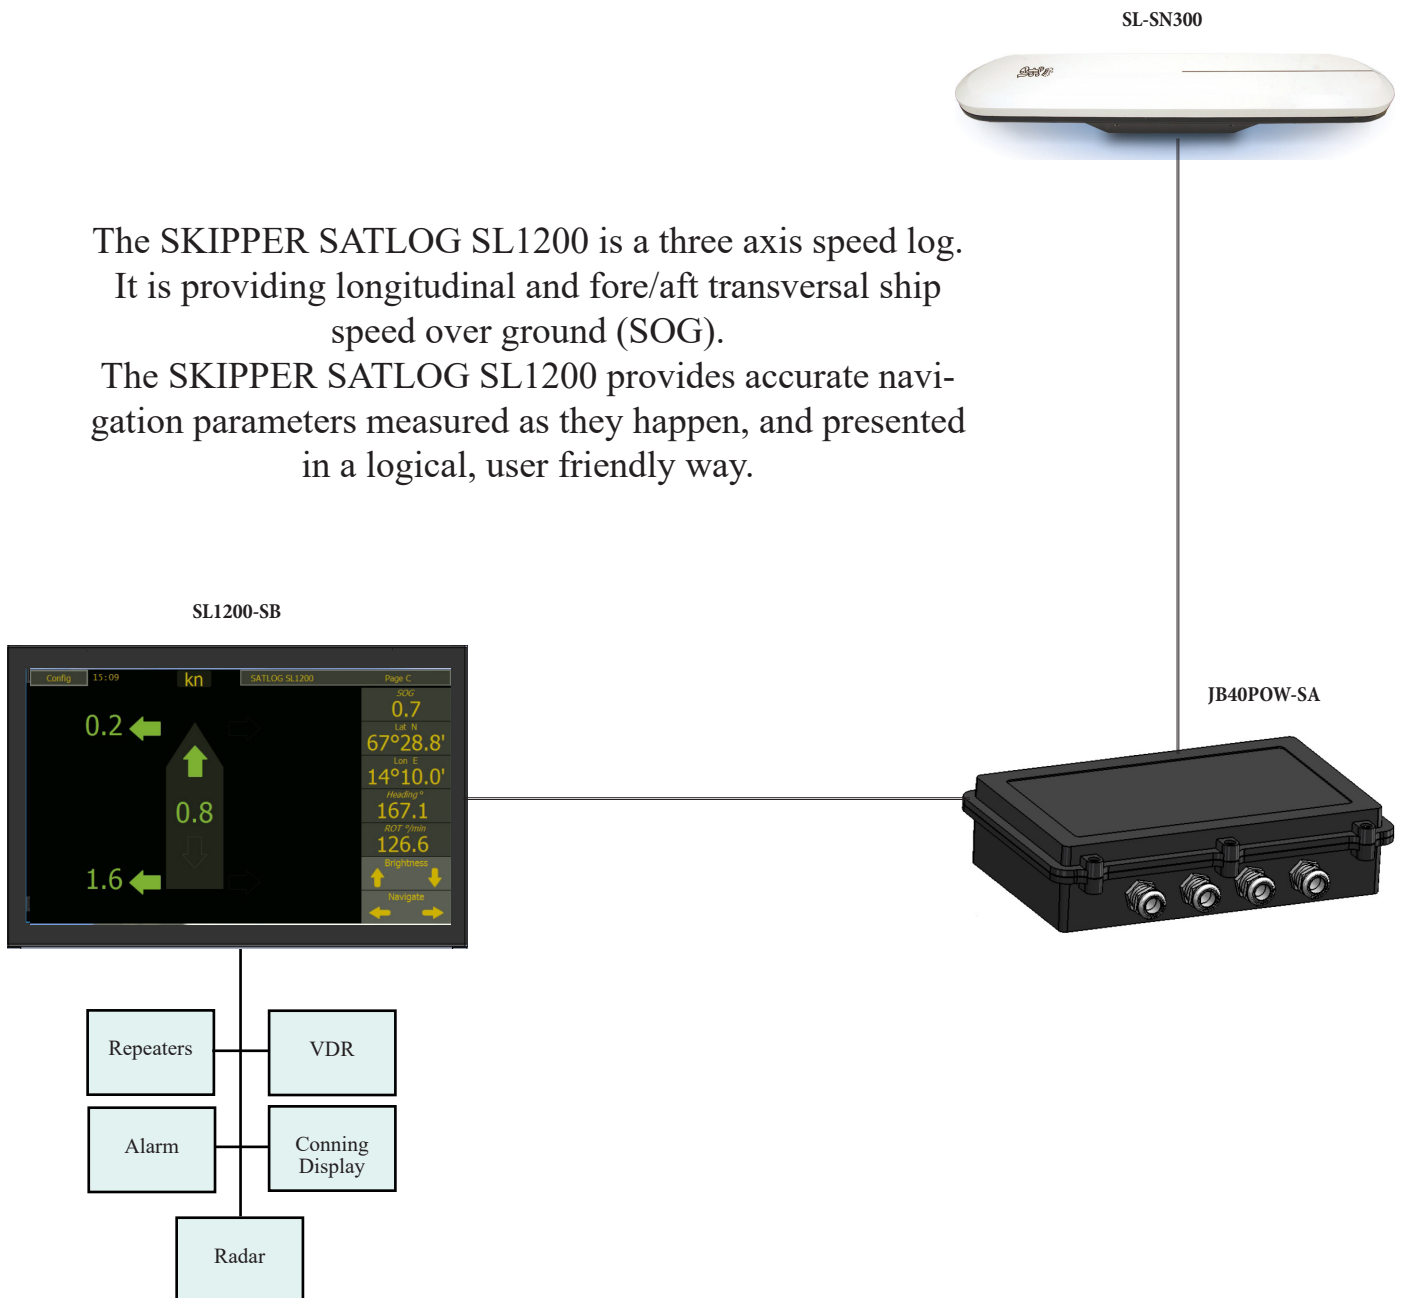 SL-SN300
The SKIPPER SATLOG SL1200 is a three axis speed log.
It is providing longitudinal and fore/aft transversal ship
speed over ground (SOG).
The SKIPPER SATLOG SL1200 provides accurate navi-
gation parameters measured as they happen, and presented
in a logical, user friendly way.
SL1200-SB
Config 15:09 kn SATLOG SL1200 Page C
SOG
0.7
Lat N
67°28.8'
Lon E
14°10.0'
Heading°
167.1
ROT °/min
126.6
Brightness
Navigate
0.2
0.8
1.6
JB40POW-SA
Repeaters
VDR
Alarm
Conning
Display
Radar